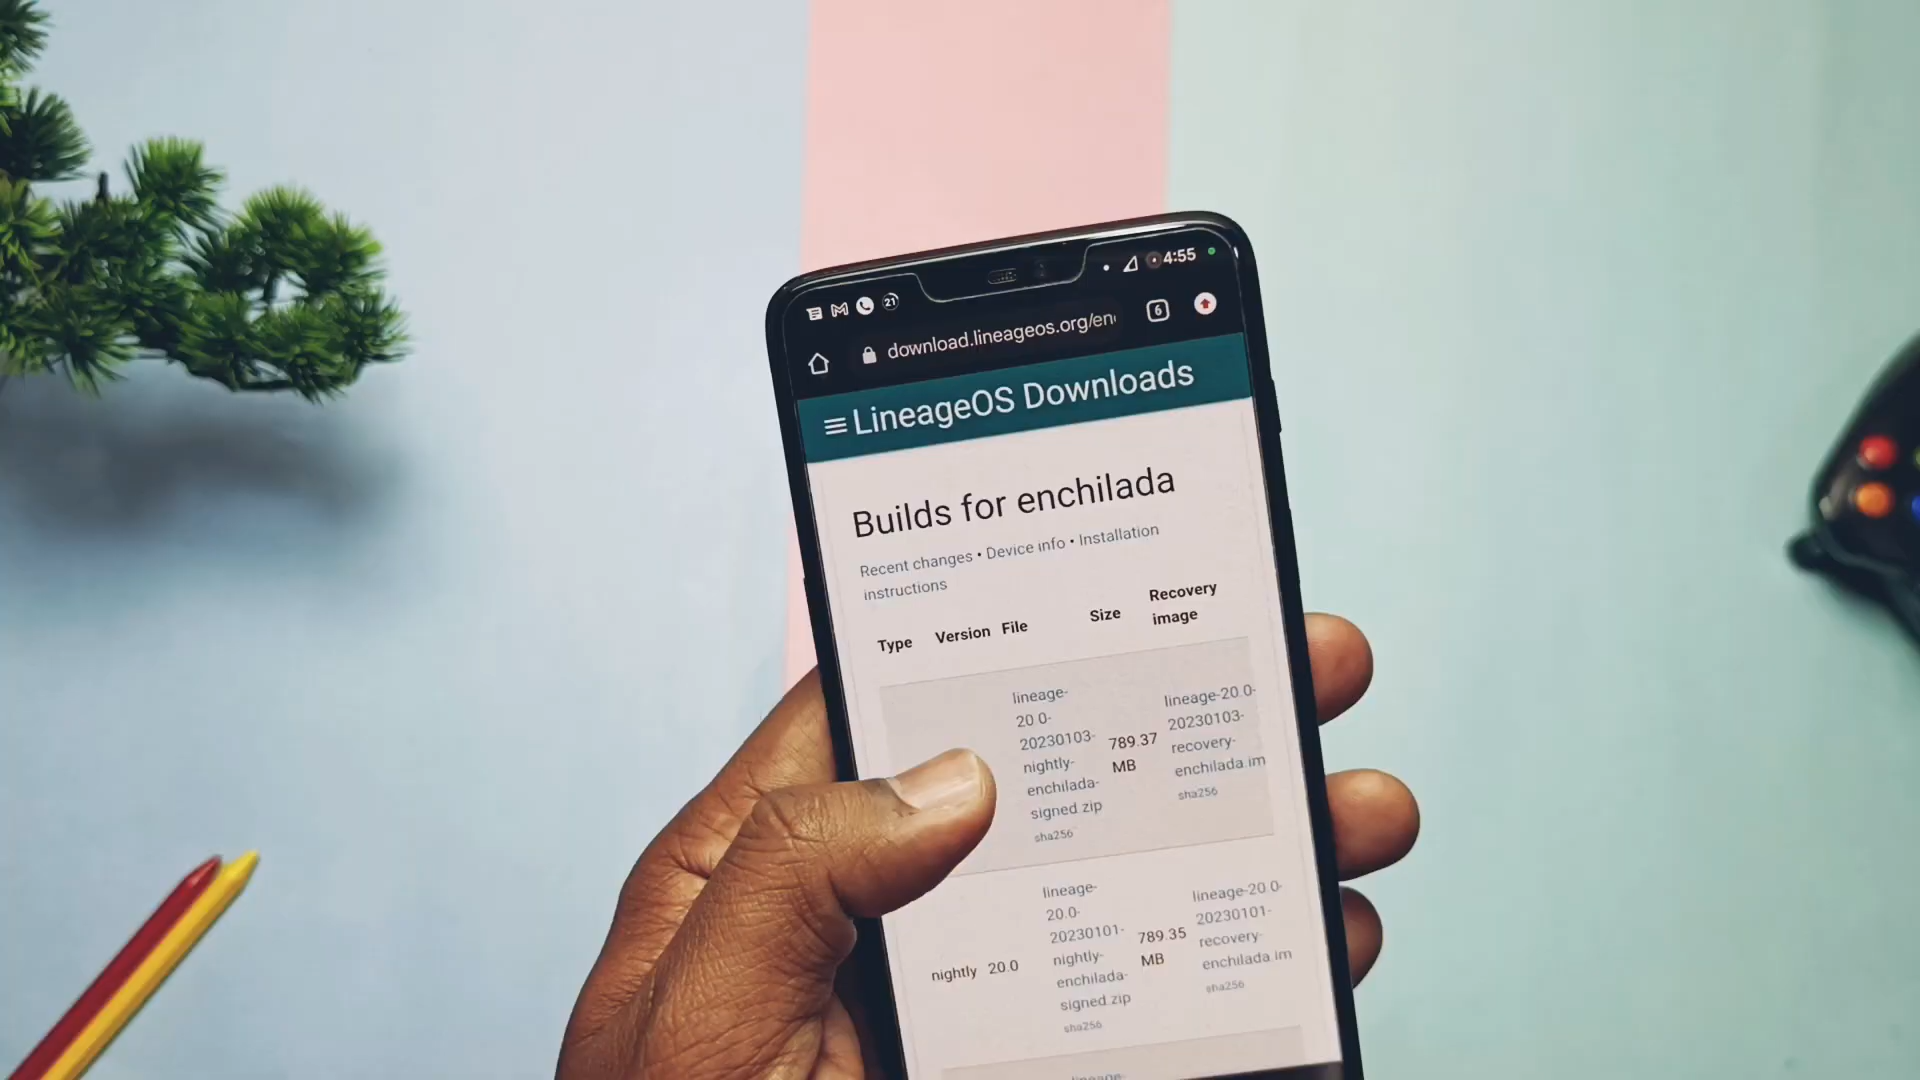 21
4:55
download.lineageos.org/en
6
LineageOS Downloads
Builds for enchilada
Recent changes • Device info • Installation
instructions
Type Version File Size Recovery
image
lineage-
20.0-
20230103-
nightly-
enchilada-
signed.zip
sha256
789.37
MB
lineage-20.0-
20230103-
recovery-
enchilada.im
sha256
nightly 20.0
lineage-
20.0-
20230101-
nightly-
enchilada-
signed.zip
sha256
789.35
MB
lineage-20.0-
20230101-
recovery-
enchilada.im
sha256
lineage-